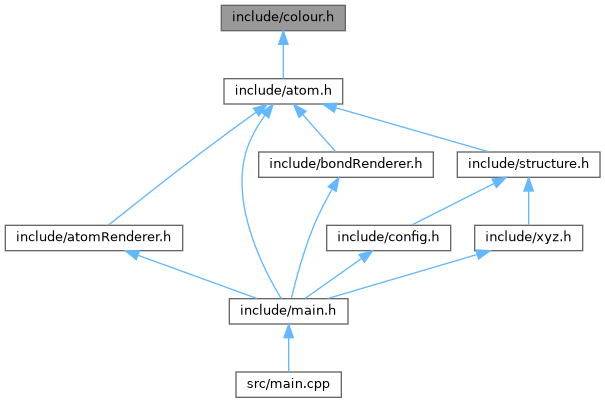 include/colour.h
include/atom.h
include/bondRenderer.h
include/structure.h
include/atomRenderer.h
include/config.h
include/xyz.h
include/main.h
src/main.cpp